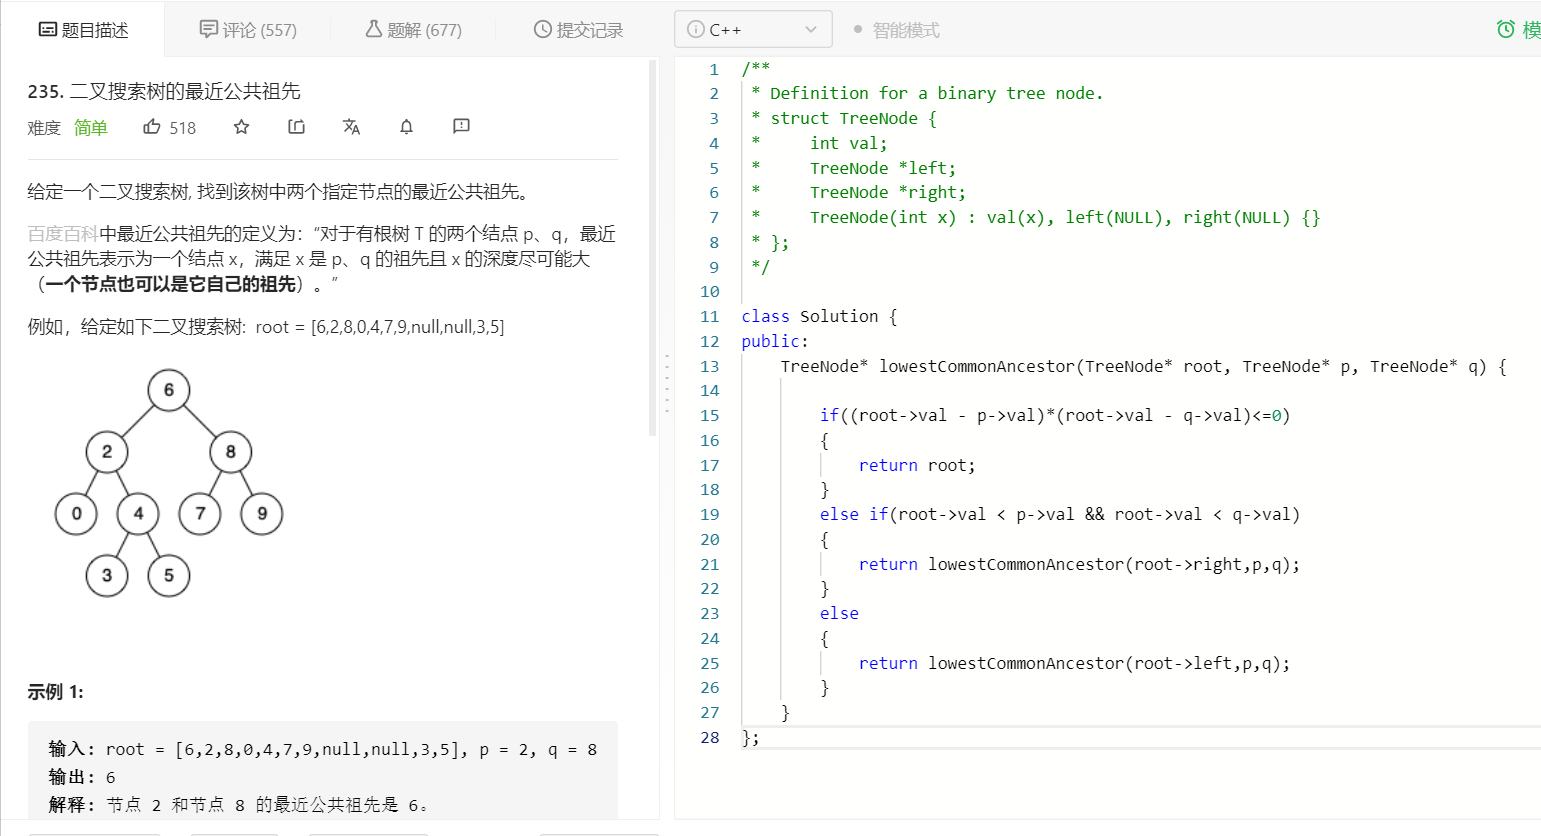 题目描述
评论 (557)
题解 (677)
提交记录
C++
智能模式
模
235. 二叉搜索树的最近公共祖先
难度 简单 518
给定一个二叉搜索树, 找到该树中两个指定节点的最近公共祖先。
百度百科中最近公共祖先的定义为：“对于有根树 T 的两个结点 p、q，最近
公共祖先表示为一个结点 x，满足 x 是 p、q 的祖先且 x 的深度尽可能大
（一个节点也可以是它自己的祖先）。”
例如，给定如下二叉搜索树: root = [6,2,8,0,4,7,9,null,null,3,5]
6
2 8
0 4 7 9
3 5
示例 1:
输入: root = [6,2,8,0,4,7,9,null,null,3,5], p = 2, q = 8
输出: 6
解释: 节点 2 和节点 8 的最近公共祖先是 6。
1 /**
2 * Definition for a binary tree node.
3 * struct TreeNode {
4 *     int val;
5 *     TreeNode *left;
6 *     TreeNode *right;
7 *     TreeNode(int x) : val(x), left(NULL), right(NULL) {}
8 * };
9 */
10
11 class Solution {
12 public:
13     TreeNode* lowestCommonAncestor(TreeNode* root, TreeNode* p, TreeNode* q) {
14
15         if((root->val - p->val)*(root->val - q->val)<=0)
16         {
17             return root;
18         }
19         else if(root->val < p->val && root->val < q->val)
20         {
21             return lowestCommonAncestor(root->right,p,q);
22         }
23         else
24         {
25             return lowestCommonAncestor(root->left,p,q);
26         }
27     }
28 };